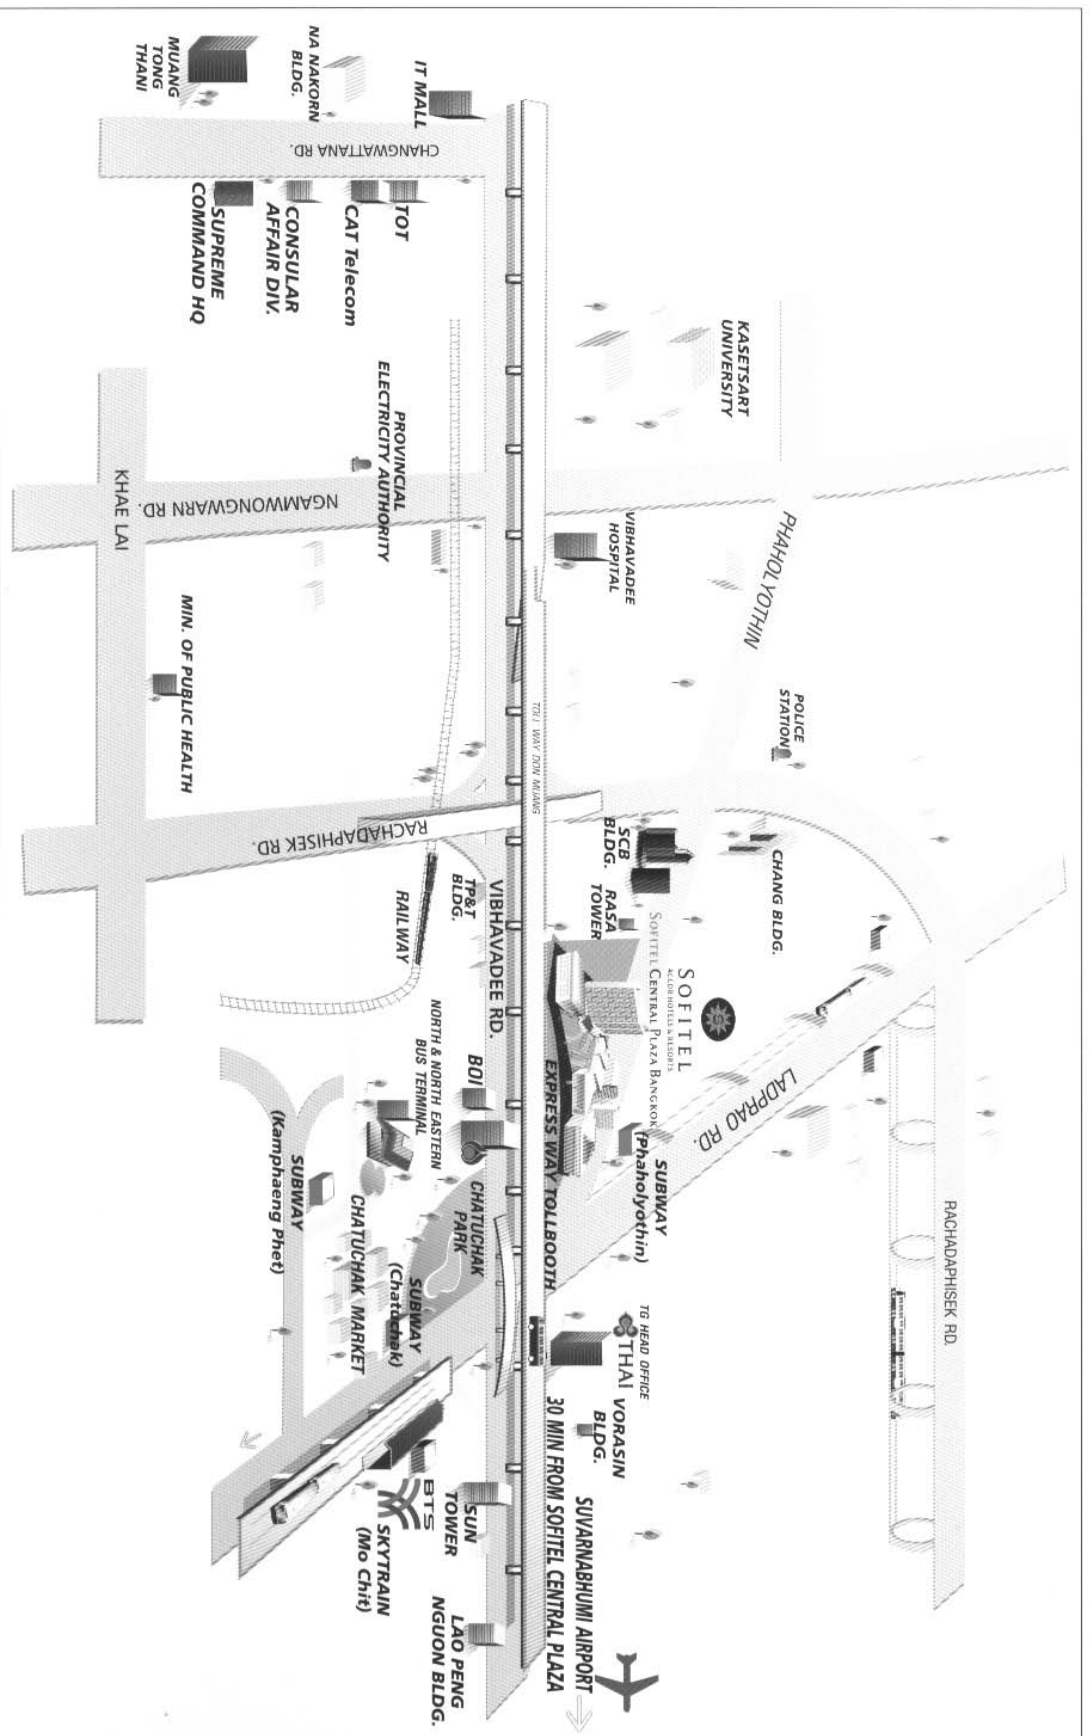 MUANG
TONG
THANI
NA NAKORN
BLDG.
IT MALL
CHANGWATTANA RD.
SUPREME
COMMAND HQ
CONSULAR
AFFAIR DIV.
CAT Telecom
TOT
KASETSART
UNIVERSITY
PROVINCIAL
ELECTRICITY AUTHORITY
KHAE LAI
NGAMWONGWARN RD.
VIBHAVADEE
HOSPITAL
PHAHOLYOTHIN
MIN. OF PUBLIC HEALTH
TOLL WAY DON MUANG
POLICE
STATION
RACHADAPHISEK RD.
SCB
BLDG.
CHANG BLDG.
RAILWAY
TP&T
BLDG.
VIBHAVADEE RD.
RASA
TOWER
SOFITEL
ACCOR HOTELS & RESORTS
SOFITEL CENTRAL PLAZA BANGKOK
NORTH & NORTH EASTERN
BUS TERMINAL
BOI
EXPRESS WAY TOLLBOOTH
LADPRAO RD.
SUBWAY
(Phaholyothin)
SUBWAY
(Kamphaeng Phet)
CHATUCHAK
PARK
CHATUCHAK MARKET
SUBWAY
(Chatuchak)
RACHADAPHISEK RD.
TG HEAD OFFICE
THAI
VORASIN
BLDG.
BTS
SKYTRAIN
(Mo Chit)
SUN
TOWER
LAO PENG
NGUON BLDG.
SUVARNABHUMI AIRPORT
30 MIN FROM SOFITEL CENTRAL PLAZA